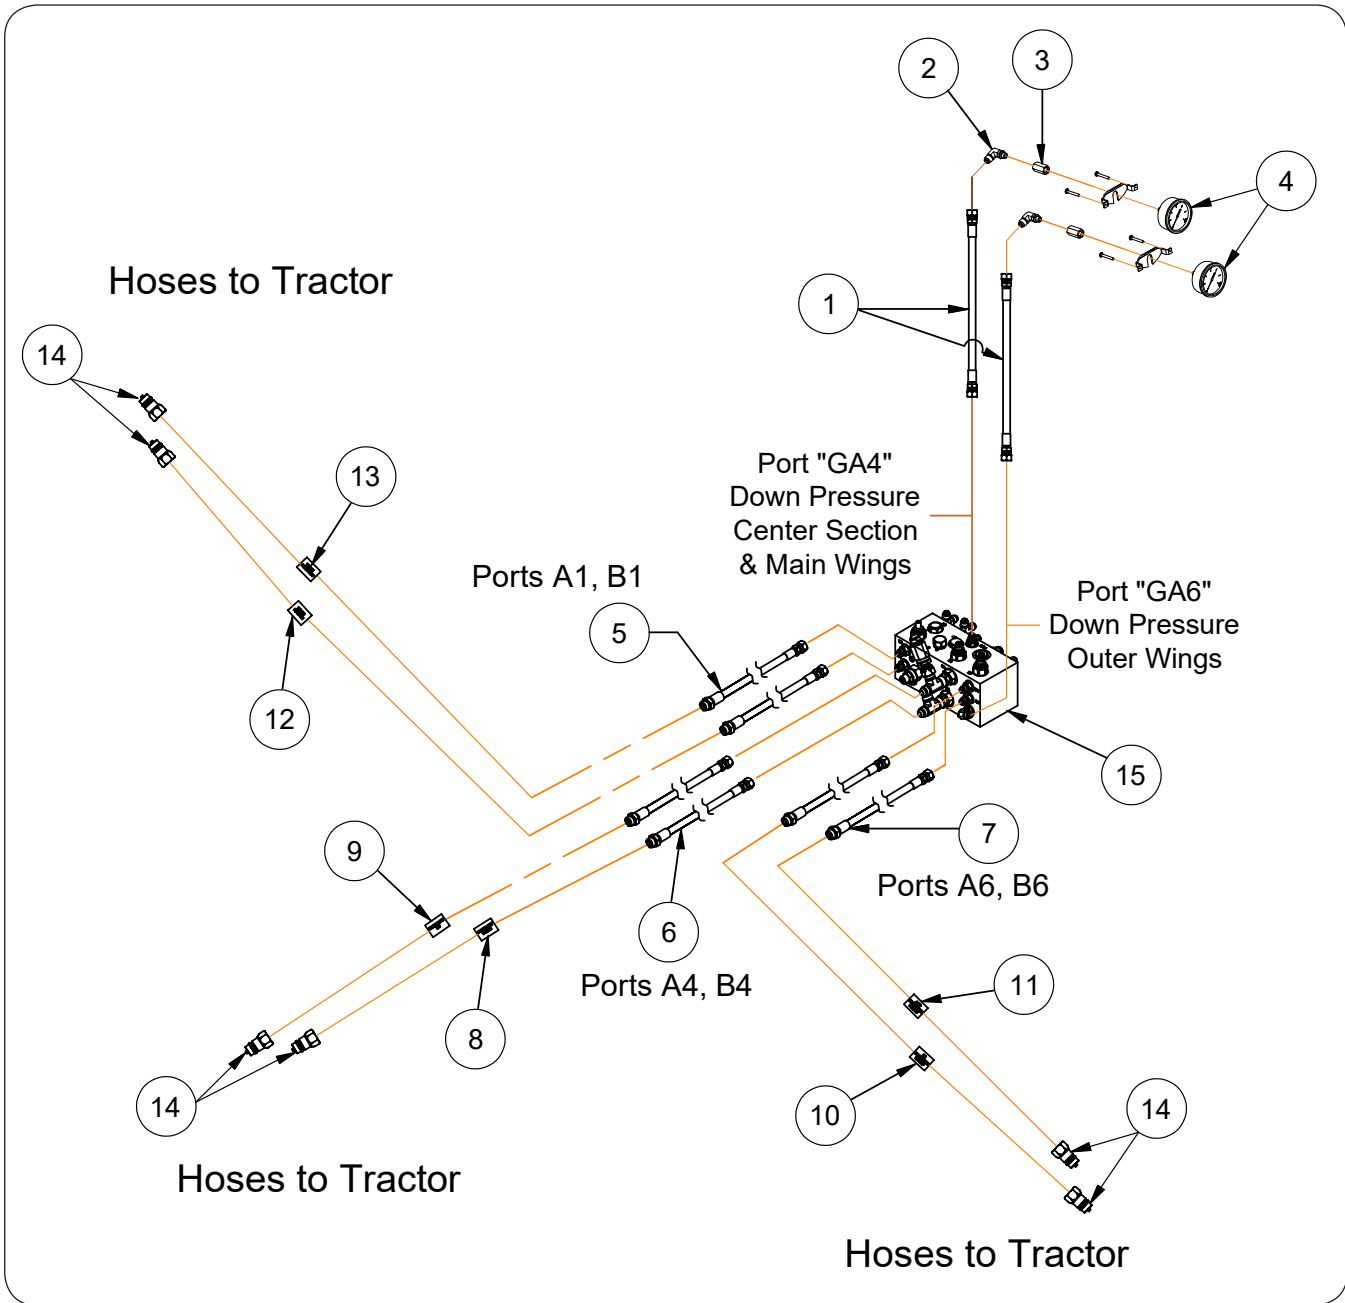 2
3
4
Hoses to Tractor
1
14
Port "GA4"
Down Pressure
Center Section
& Main Wings
13
Ports A1, B1
Port "GA6"
Down Pressure
Outer Wings
5
12
15
9
7
Ports A6, B6
6
Ports A4, B4
11
8
10
14
14
Hoses to Tractor
Hoses to Tractor